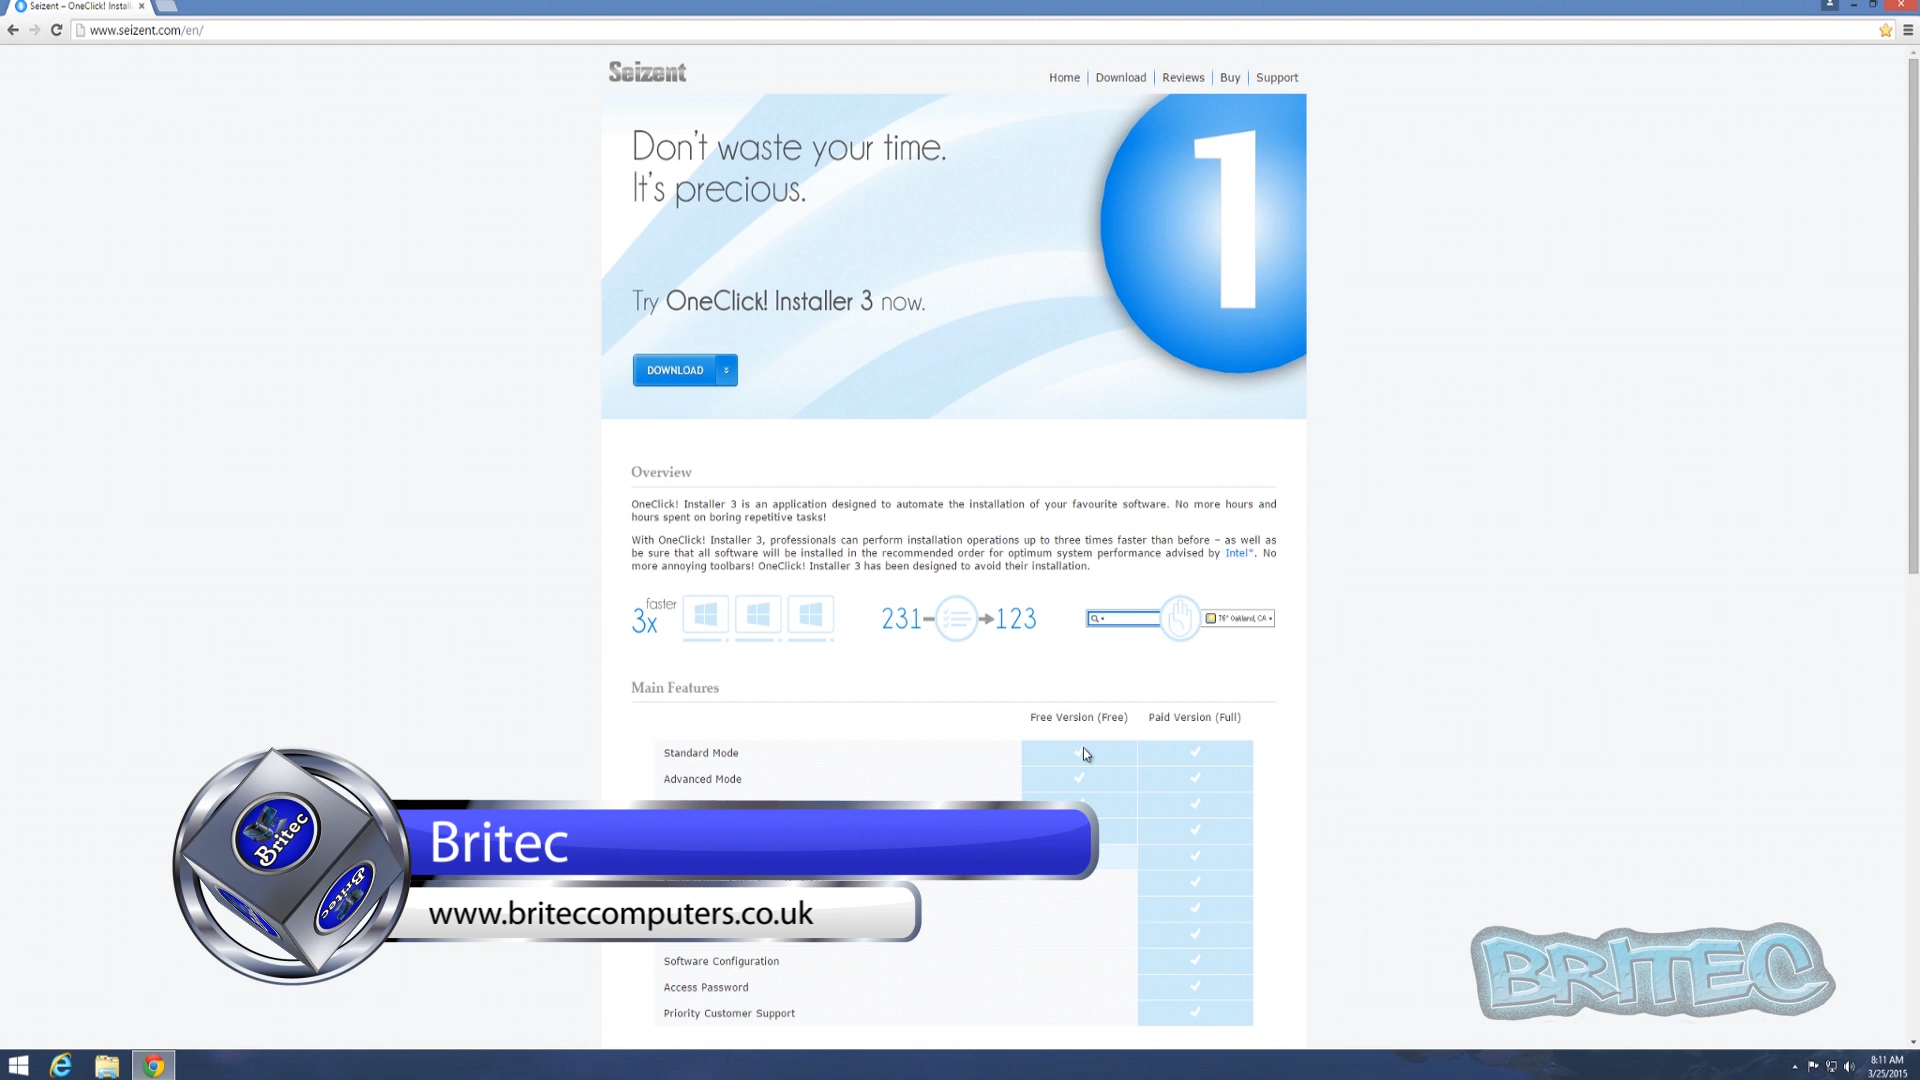 Seizent – OneClick! Instal
www.seizent.com/en/
Seizent
Home Download Reviews Buy Support
Don't waste your time.
It's precious.
1
Try OneClick! Installer 3 now.
DOWNLOAD
Overview
OneClick! Installer 3 is an application designed to automate the installation of your favourite software. No more hours and
hours spent on boring repetitive tasks!
With OneClick! Installer 3, professionals can perform installation operations up to three times faster than before – as well as
be sure that all software will be installed in the recommended order for optimum system performance advised by Intel®. No
more annoying toolbars! OneClick! Installer 3 has been designed to avoid their installation.
faster
3x
231 123
76° Oakland, CA
Main Features
Free Version (Free) Paid Version (Full)
Standard Mode
Advanced Mode
Britec
www.briteccomputers.co.uk
Britec
Britec
Software Configuration
Access Password
Priority Customer Support
BRITEC
8:11 AM
3/25/2015